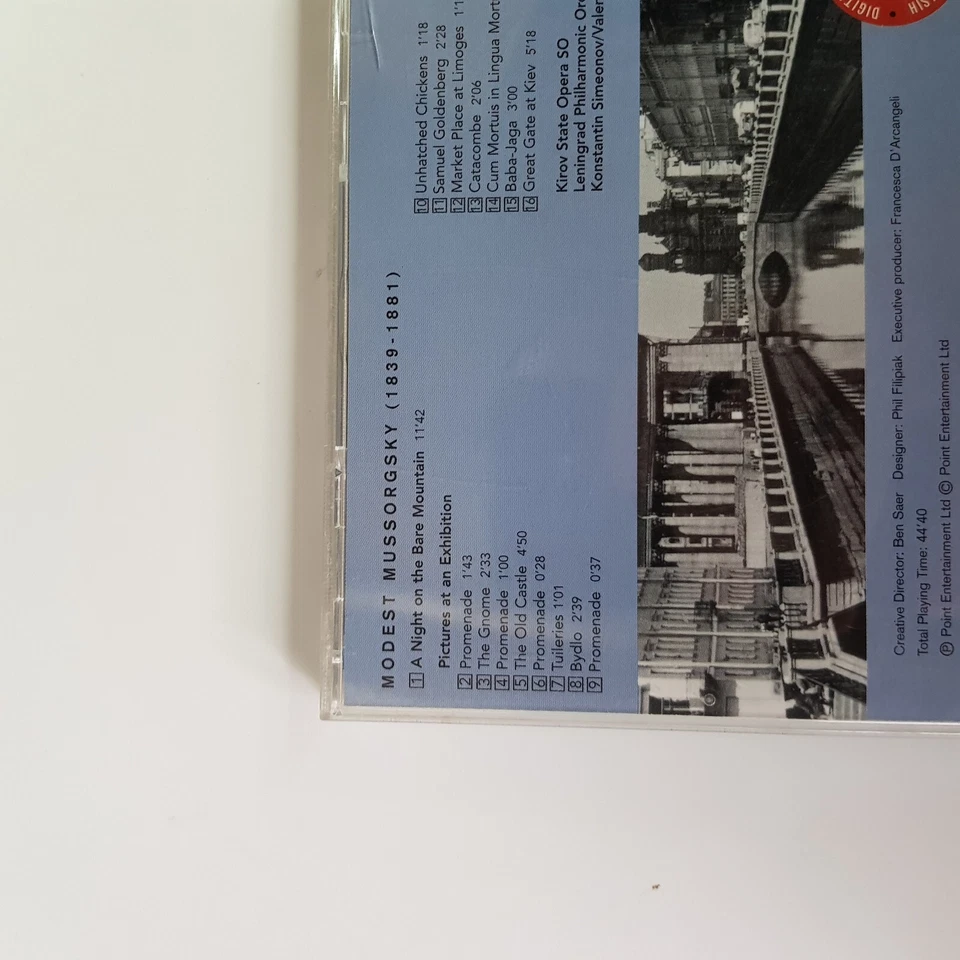 MODEST MUSSORGSKY (1839-1881)
1 A Night on the Bare Mountain 11'42
Pictures at an Exhibition
2 Promenade 1'43
3 The Gnome 2'33
4 Promenade 1'00
5 The Old Castle 4'50
6 Promenade 0'28
7 Tuileries 1'01
8 Bydlo 2'39
9 Promenade 0'37
10 Unhatched Chickens 1'18
11 Samuel Goldenberg 2'28
12 Market Place at Limoges
13 Catacombe 2'06
14 Cum Mortuis in Lingua
15 Baba-Jaga 3'00
16 Great Gate at Kiev 5'18
Kirov State Opera SO
Leningrad Philharmonic
Konstantin Simeonov/
Creative Director: Ben Saer Designer: Phil Filipiak Executive producer: Francesca D'Arcangeli
Total Playing Time: 44'40
℗ Point Entertainment Ltd © Point Entertainment Ltd